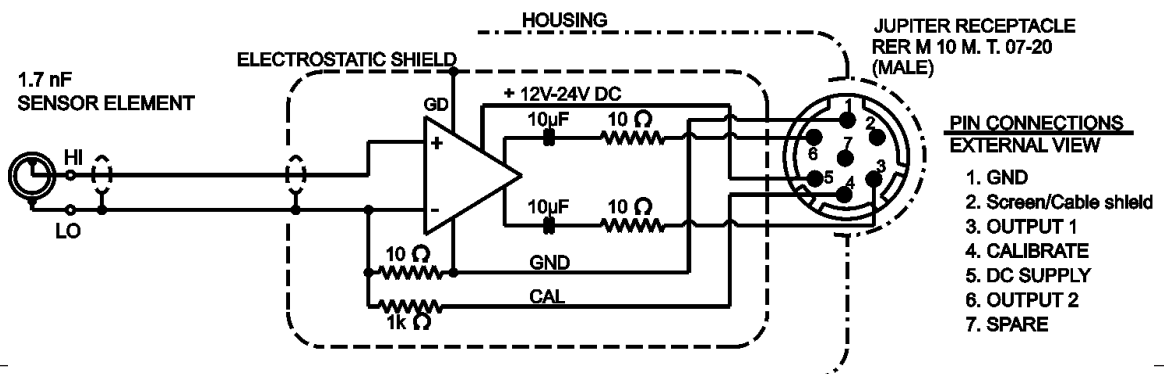 HOUSING
JUPITER RECEPTACLE
RER M 10 M. T. 07-20
(MALE)
ELECTROSTATIC SHIELD
1.7 nF
SENSOR ELEMENT
GD
+ 12V-24V DC
10µF
10 Ω
HI
+
-
LO
10µF
10 Ω
10 Ω
GND
CAL
1k Ω
1
2
3
4
5
6
7
PIN CONNECTIONS
EXTERNAL VIEW
1. GND
2. Screen/Cable shield
3. OUTPUT 1
4. CALIBRATE
5. DC SUPPLY
6. OUTPUT 2
7. SPARE